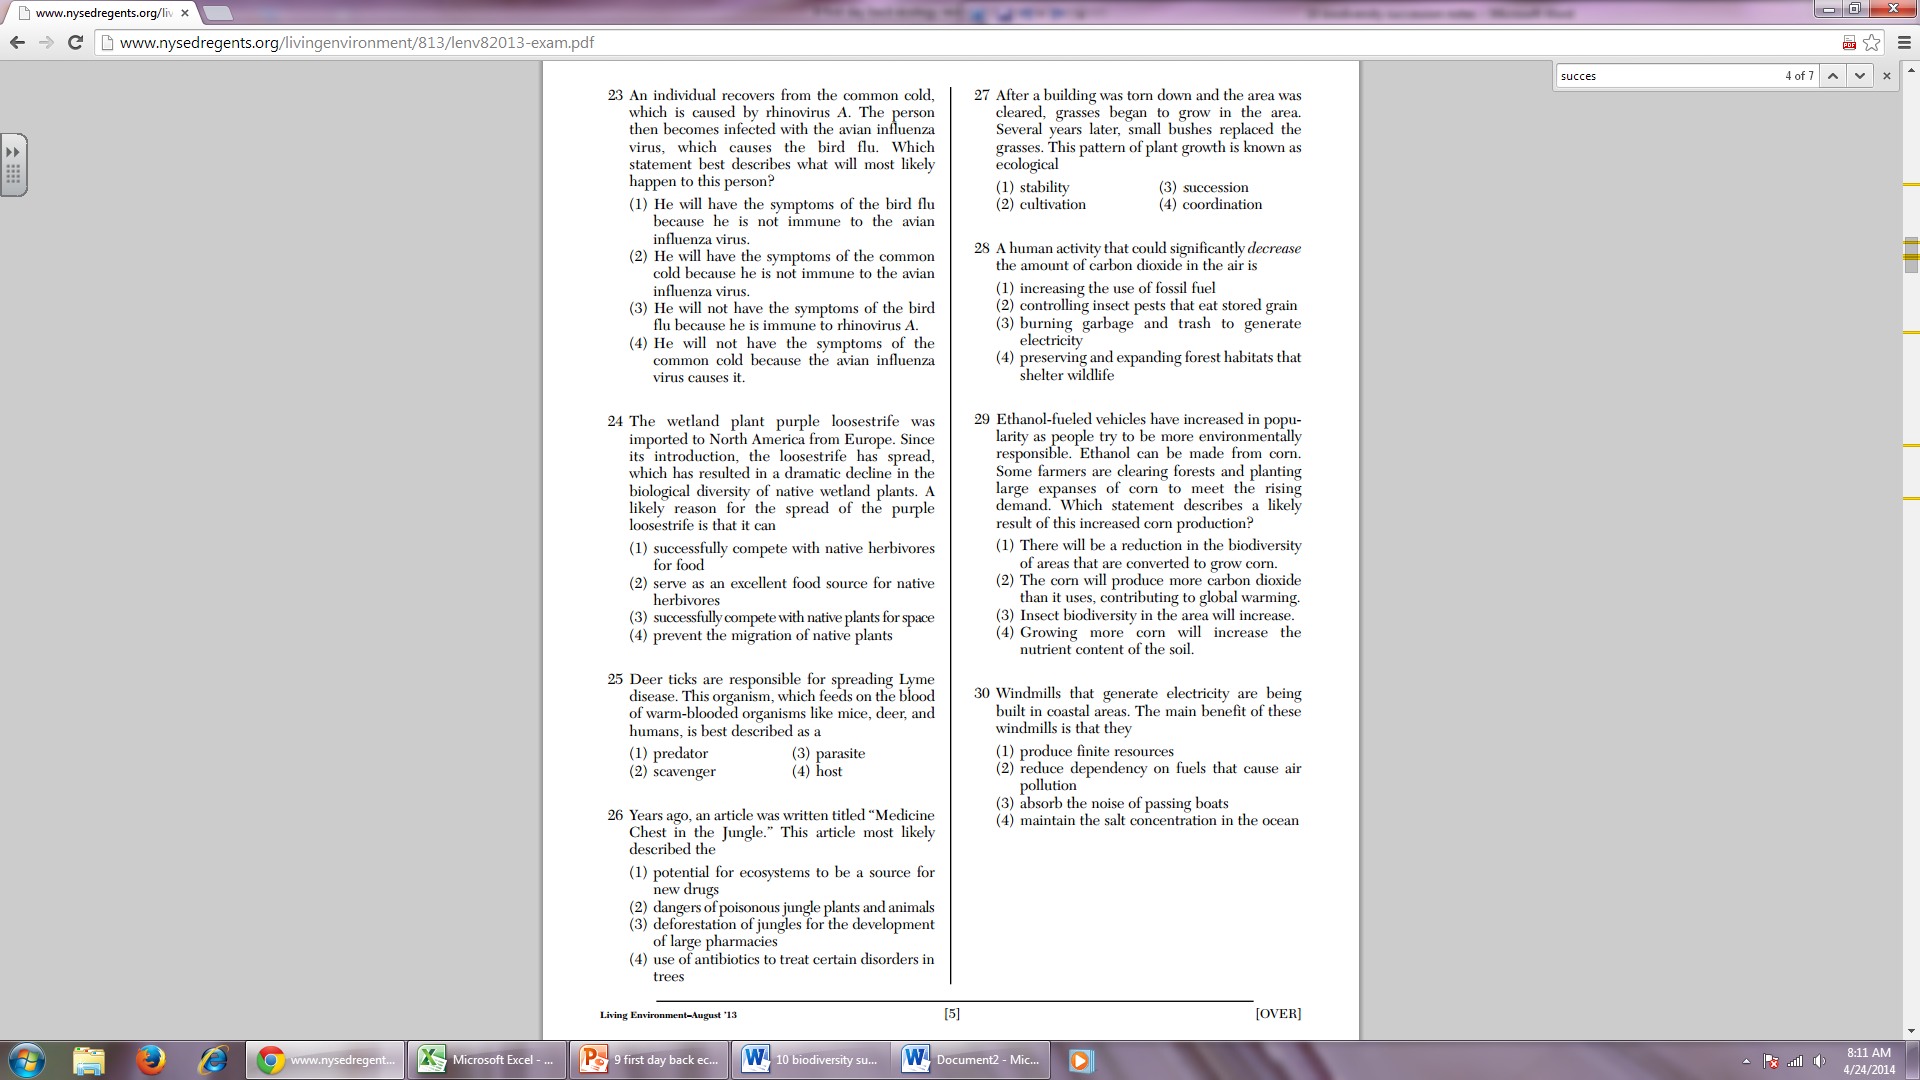 www.nysedregents.org/liv
www.nysedregents.org/livingenvironment/813/lenv82013-exam.pdf
succes
4 of 7
23 An individual recovers from the common cold,
which is caused by rhinovirus A. The person
then becomes infected with the avian influenza
virus, which causes the bird flu. Which
statement best describes what will most likely
happen to this person?
(1) He will have the symptoms of the bird flu
because he is not immune to the avian
influenza virus.
(2) He will have the symptoms of the common
cold because he is not immune to the avian
influenza virus.
(3) He will not have the symptoms of the bird
flu because he is immune to rhinovirus A.
(4) He will not have the symptoms of the
common cold because the avian influenza
virus causes it.
24 The wetland plant purple loosestrife was
imported to North America from Europe. Since
its introduction, the loosestrife has spread,
which has resulted in a dramatic decline in the
biological diversity of native wetland plants. A
likely reason for the spread of the purple
loosestrife is that it can
(1) successfully compete with native herbivores
for food
(2) serve as an excellent food source for native
herbivores
(3) successfully compete with native plants for space
(4) prevent the migration of native plants
25 Deer ticks are responsible for spreading Lyme
disease. This organism, which feeds on the blood
of warm-blooded organisms like mice, deer, and
humans, is best described as a
(1) predator (3) parasite
(2) scavenger (4) host
26 Years ago, an article was written titled “Medicine
Chest in the Jungle.” This article most likely
described the
(1) potential for ecosystems to be a source for
new drugs
(2) dangers of poisonous jungle plants and animals
(3) deforestation of jungles for the development
of large pharmacies
(4) use of antibiotics to treat certain disorders in
trees
27 After a building was torn down and the area was
cleared, grasses began to grow in the area.
Several years later, small bushes replaced the
grasses. This pattern of plant growth is known as
ecological
(1) stability (3) succession
(2) cultivation (4) coordination
28 A human activity that could significantly decrease
the amount of carbon dioxide in the air is
(1) increasing the use of fossil fuel
(2) controlling insect pests that eat stored grain
(3) burning garbage and trash to generate
electricity
(4) preserving and expanding forest habitats that
shelter wildlife
29 Ethanol-fueled vehicles have increased in popu-
larity as people try to be more environmentally
responsible. Ethanol can be made from corn.
Some farmers are clearing forests and planting
large expanses of corn to meet the rising
demand. Which statement describes a likely
result of this increased corn production?
(1) There will be a reduction in the biodiversity
of areas that are converted to grow corn.
(2) The corn will produce more carbon dioxide
than it uses, contributing to global warming.
(3) Insect biodiversity in the area will increase.
(4) Growing more corn will increase the
nutrient content of the soil.
30 Windmills that generate electricity are being
built in coastal areas. The main benefit of these
windmills is that they
(1) produce finite resources
(2) reduce dependency on fuels that cause air
pollution
(3) absorb the noise of passing boats
(4) maintain the salt concentration in the ocean
Living Environment–August ’13 [5] [OVER]
www.nysedregent...
Microsoft Excel - ...
9 first day back ec...
10 biodiversity su...
Document2 - Mic...
8:11 AM
4/24/2014